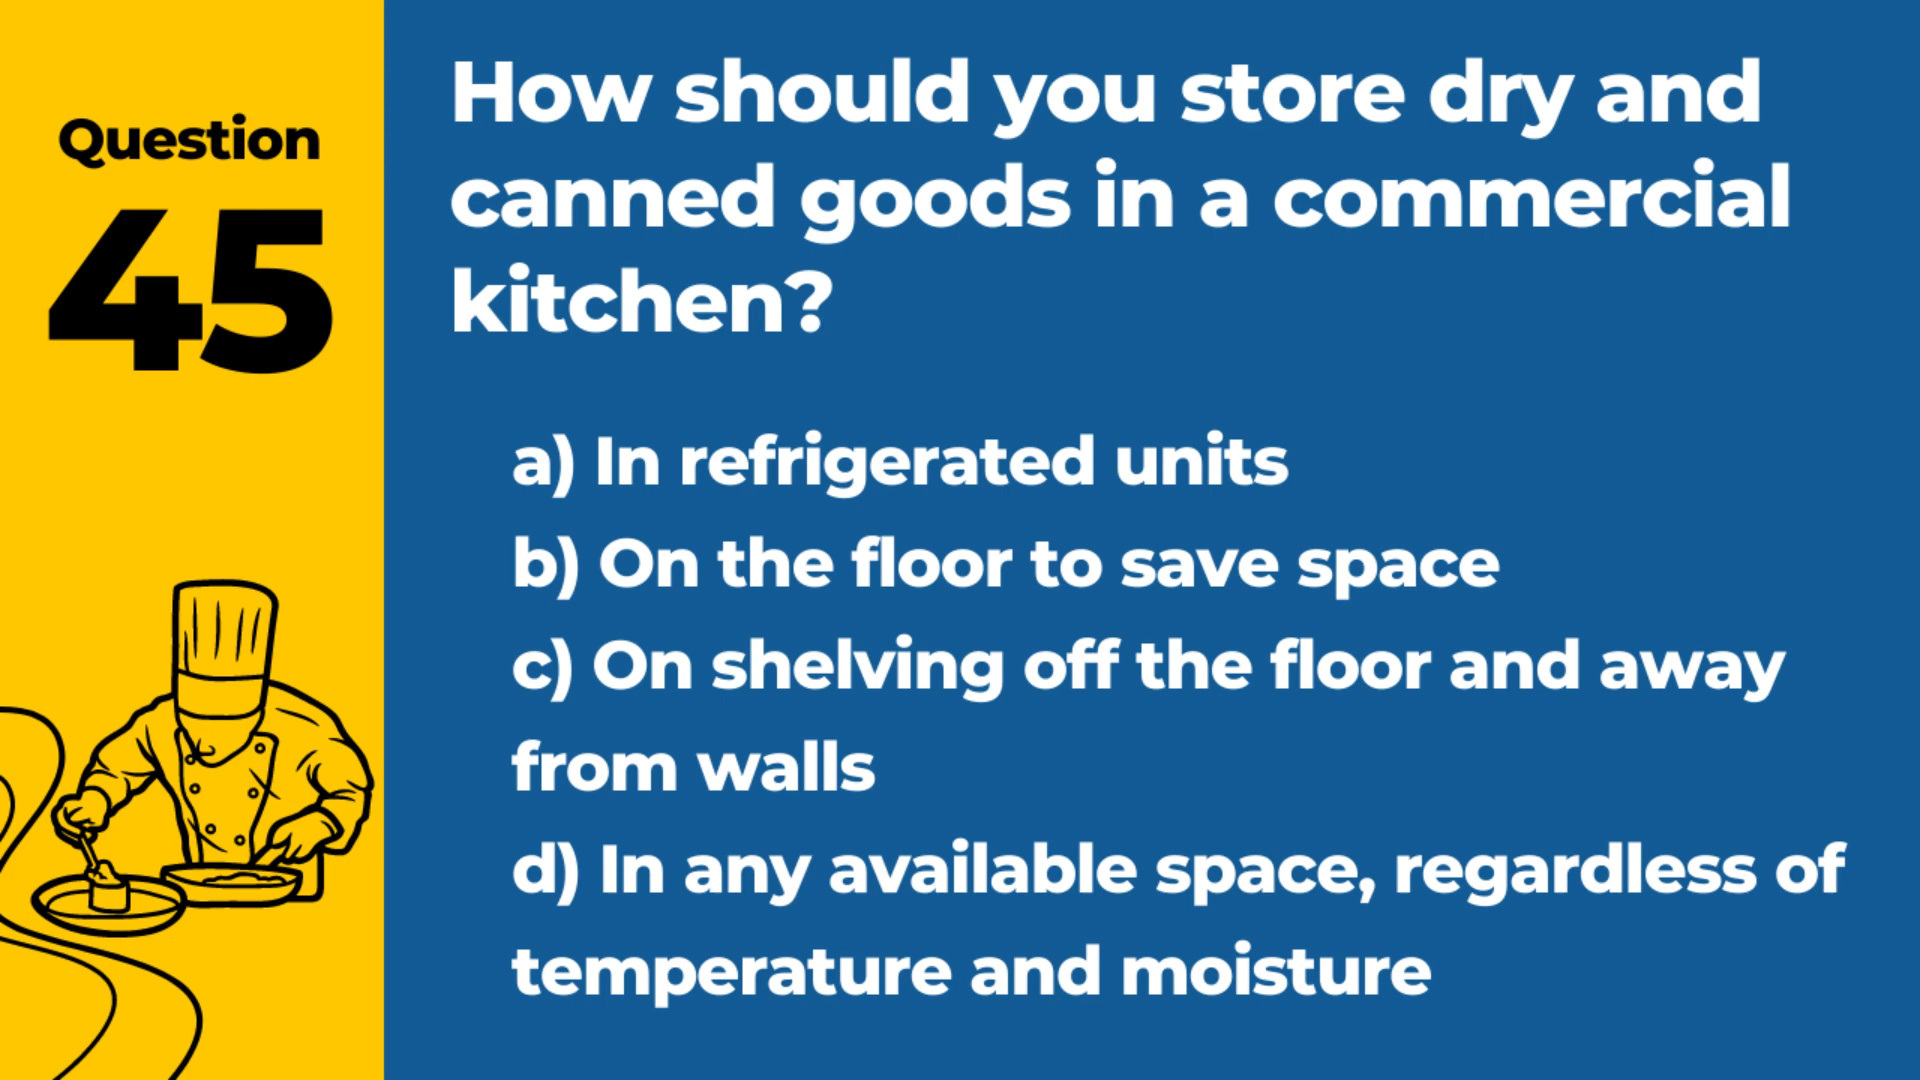 Question
45
How should you store dry and
canned goods in a commercial
kitchen?
a) In refrigerated units
b) On the floor to save space
c) On shelving off the floor and away
from walls
d) In any available space, regardless of
temperature and moisture